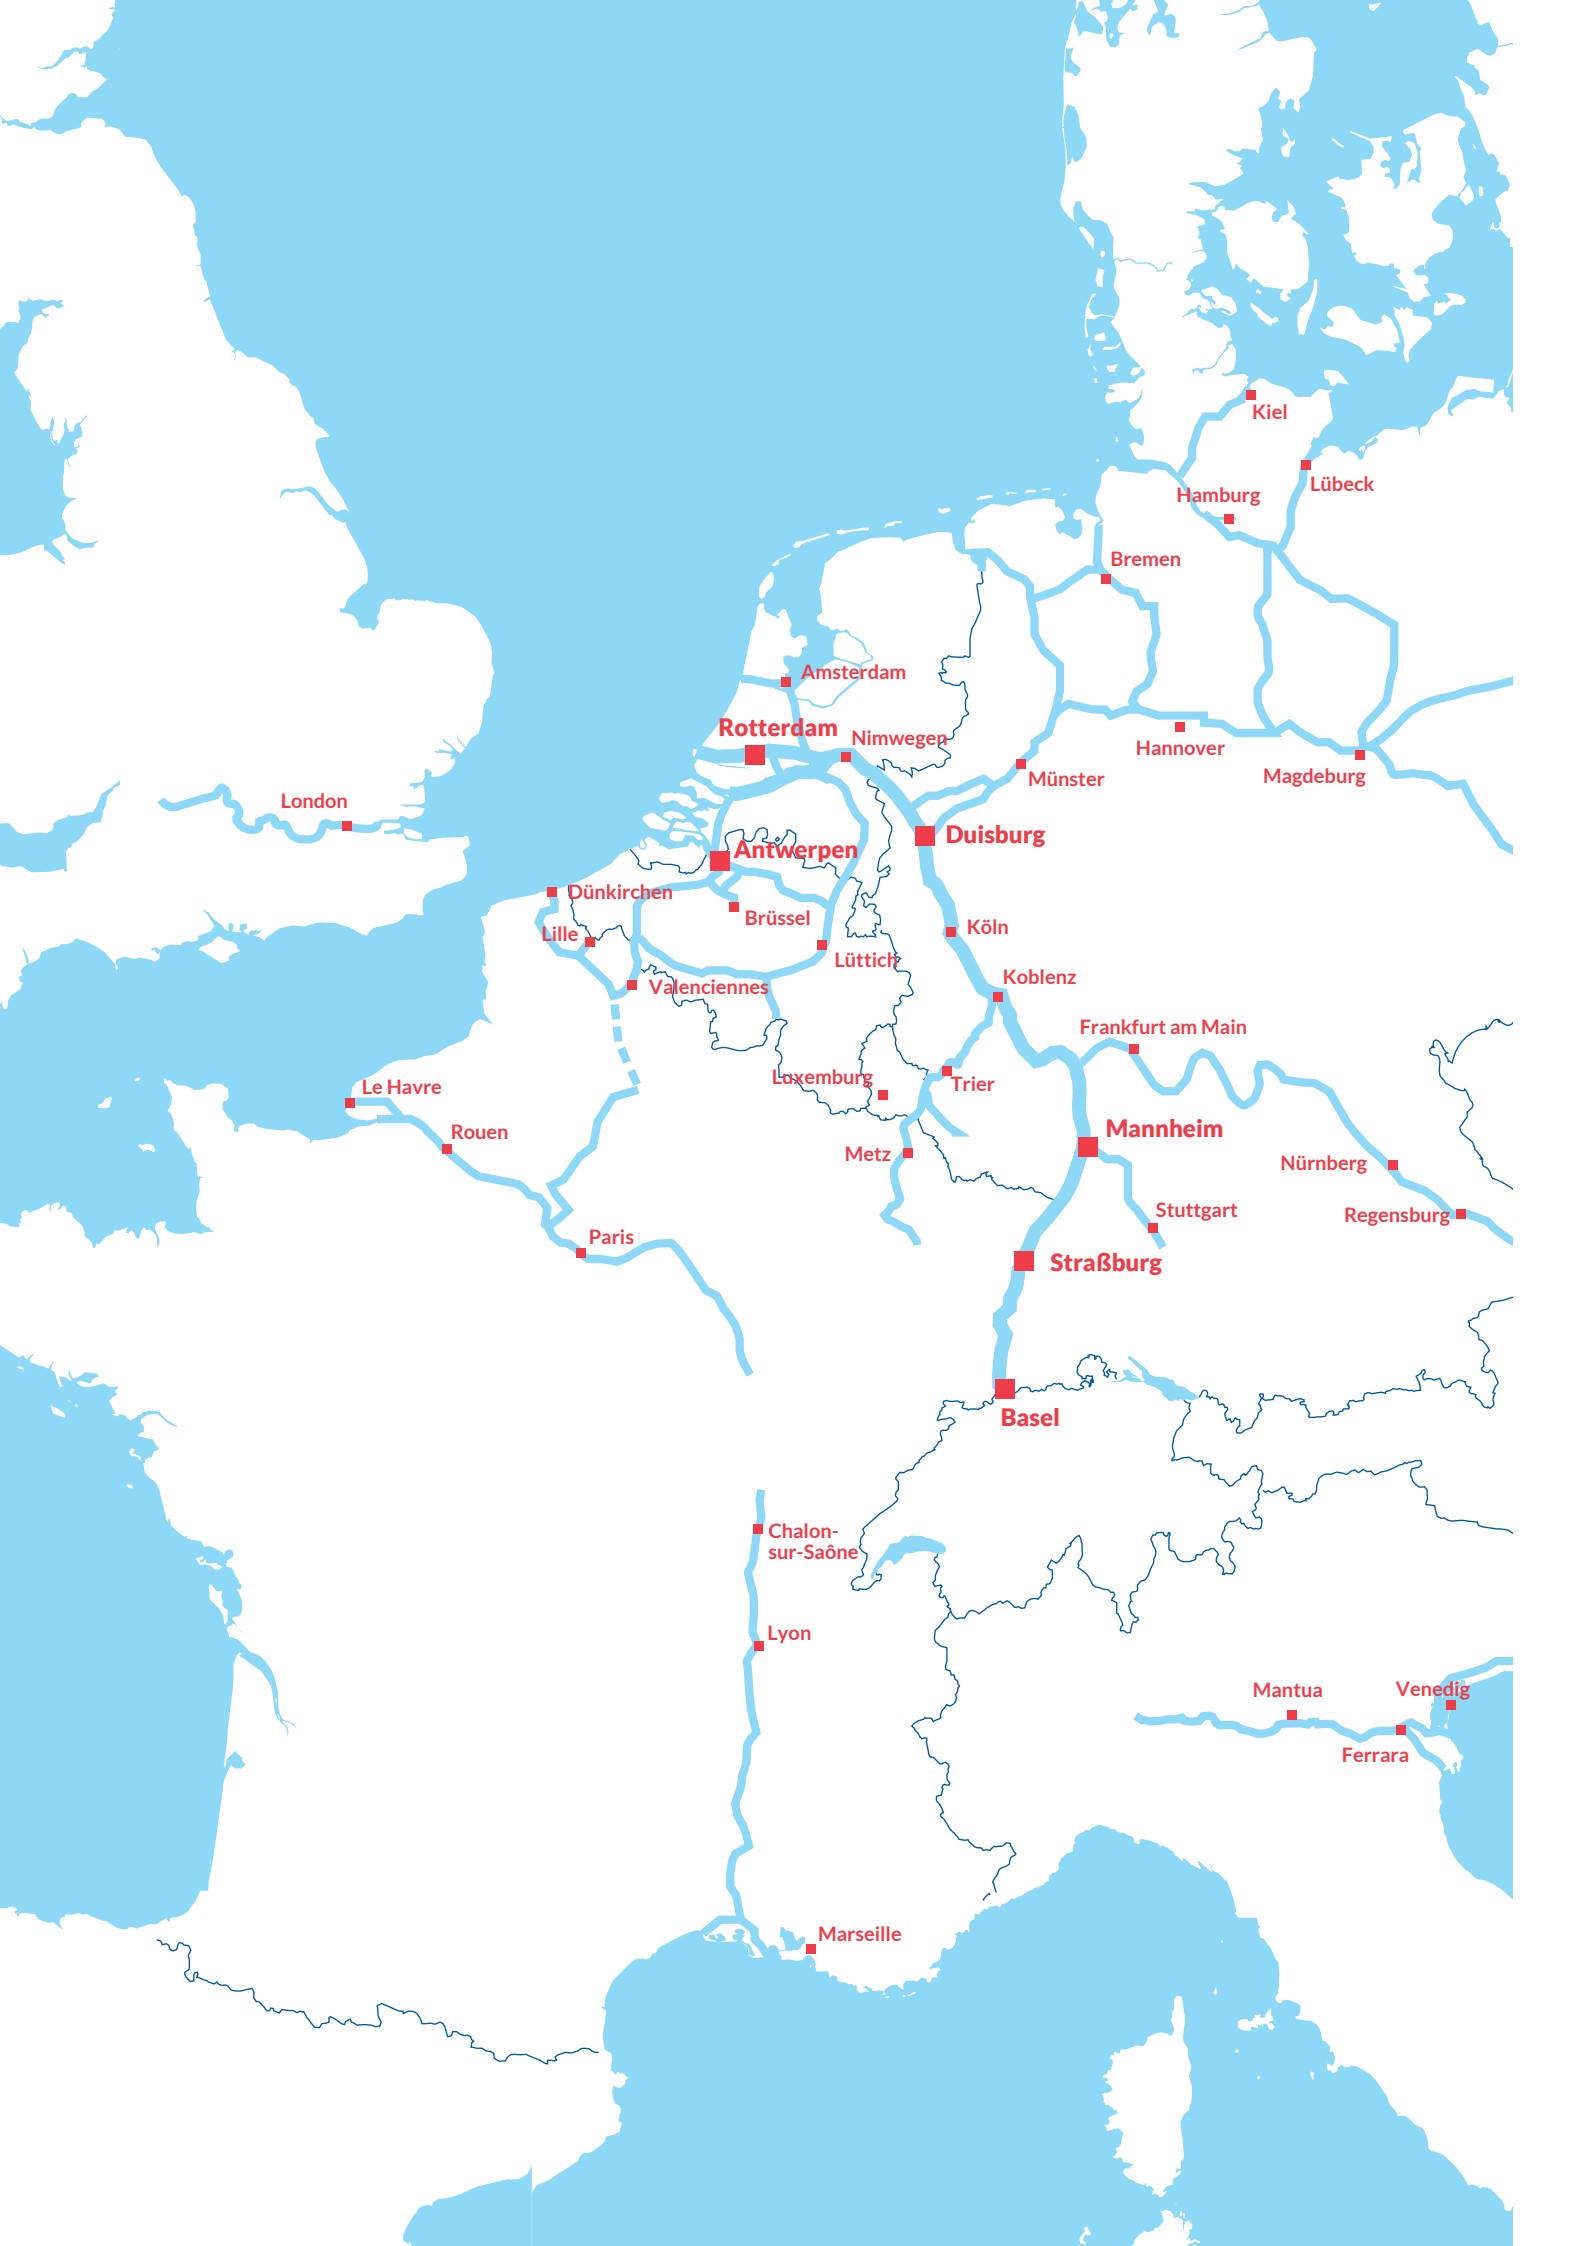 Kiel
Lübeck
Hamburg
Bremen
Amsterdam
Rotterdam
Nimwegen
Hannover
Münster
Magdeburg
London
Duisburg
Antwerpen
Dünkirchen
Brüssel
Köln
Lille
Lüttich
Koblenz
Valenciennes
Frankfurt am Main
Luxemburg
Trier
Le Havre
Rouen
Mannheim
Metz
Nürnberg
Stuttgart
Regensburg
Paris
Straßburg
Basel
Chalon-
sur-Saône
Lyon
Mantua
Venedig
Ferrara
Marseille